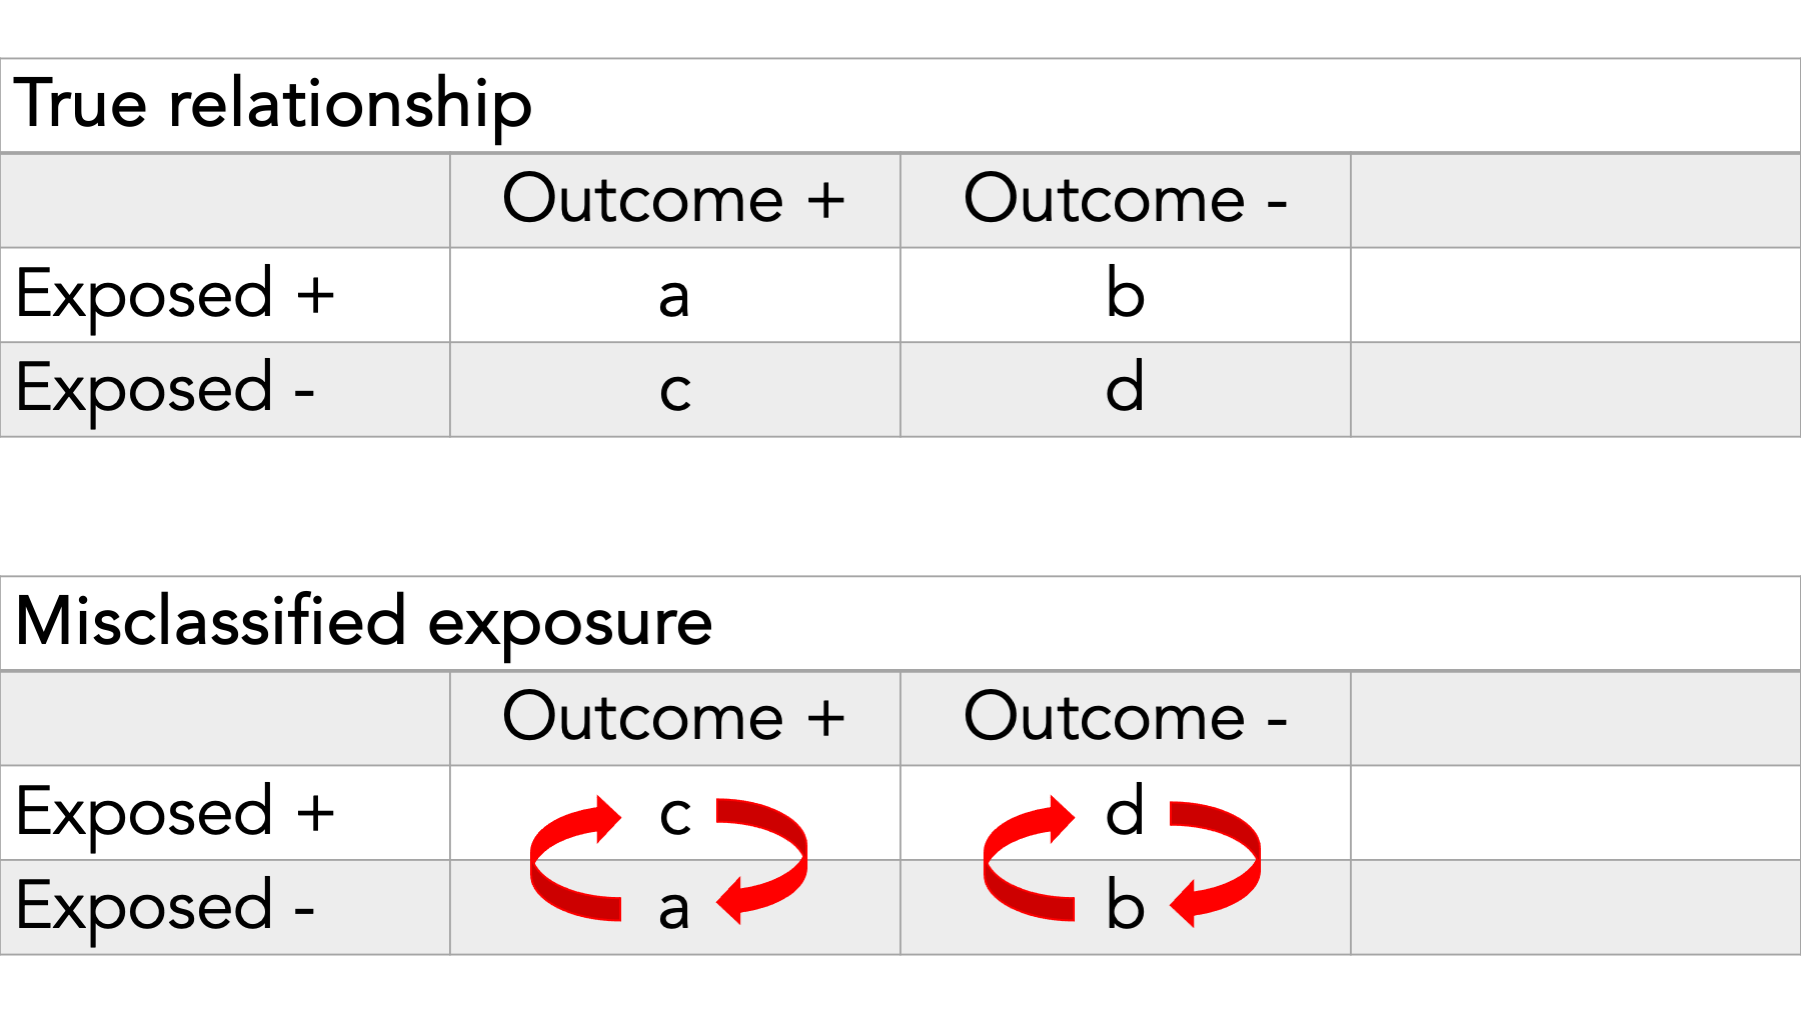 True relationship
Outcome + Outcome -
Exposed + a b
Exposed - c d
Misclassified exposure
Outcome + Outcome -
Exposed + c d
Exposed - a b